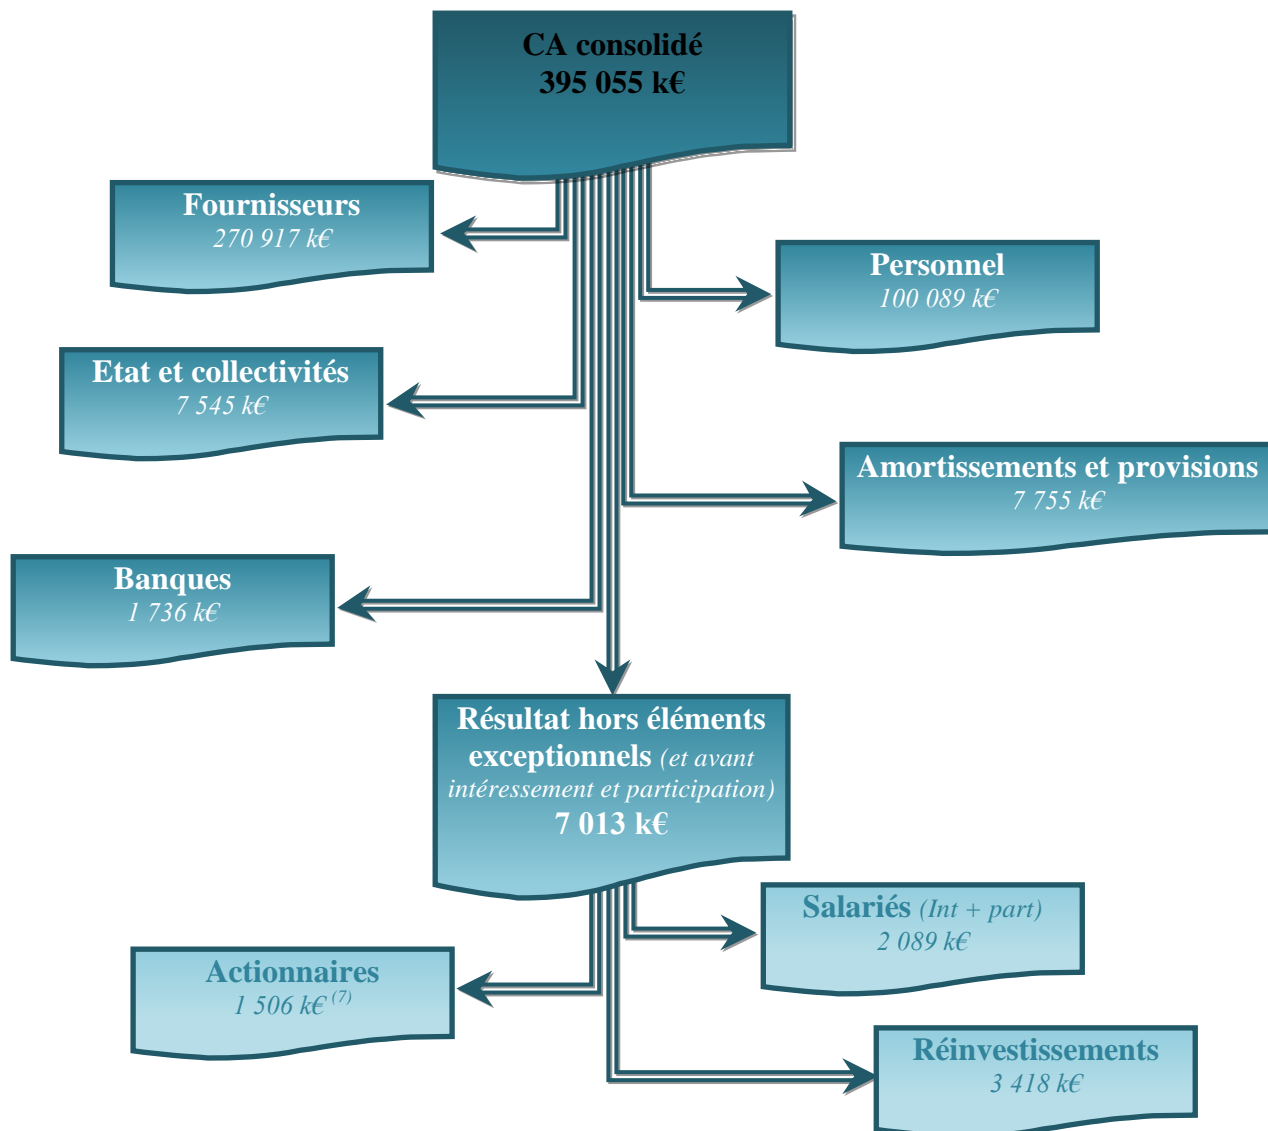 CA consolidé
395 055 k€
Fournisseurs
270 917 k€
Personnel
100 089 k€
Etat et collectivités
7 545 k€
Amortissements et provisions
7 755 k€
Banques
1 736 k€
Résultat hors éléments
exceptionnels (et avant
intéressement et participation)
7 013 k€
Salariés (Int + part)
2 089 k€
Actionnaires
1 506 k€ (7)
Réinvestissements
3 418 k€